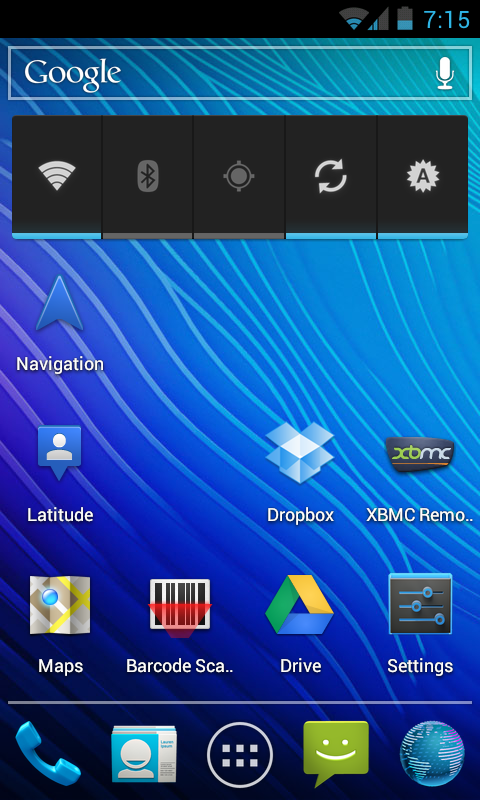 7:15
Google
A
Navigation
Latitude
Dropbox
xbmc
XBMC Remo..
Maps
Barcode Sca..
Drive
Settings